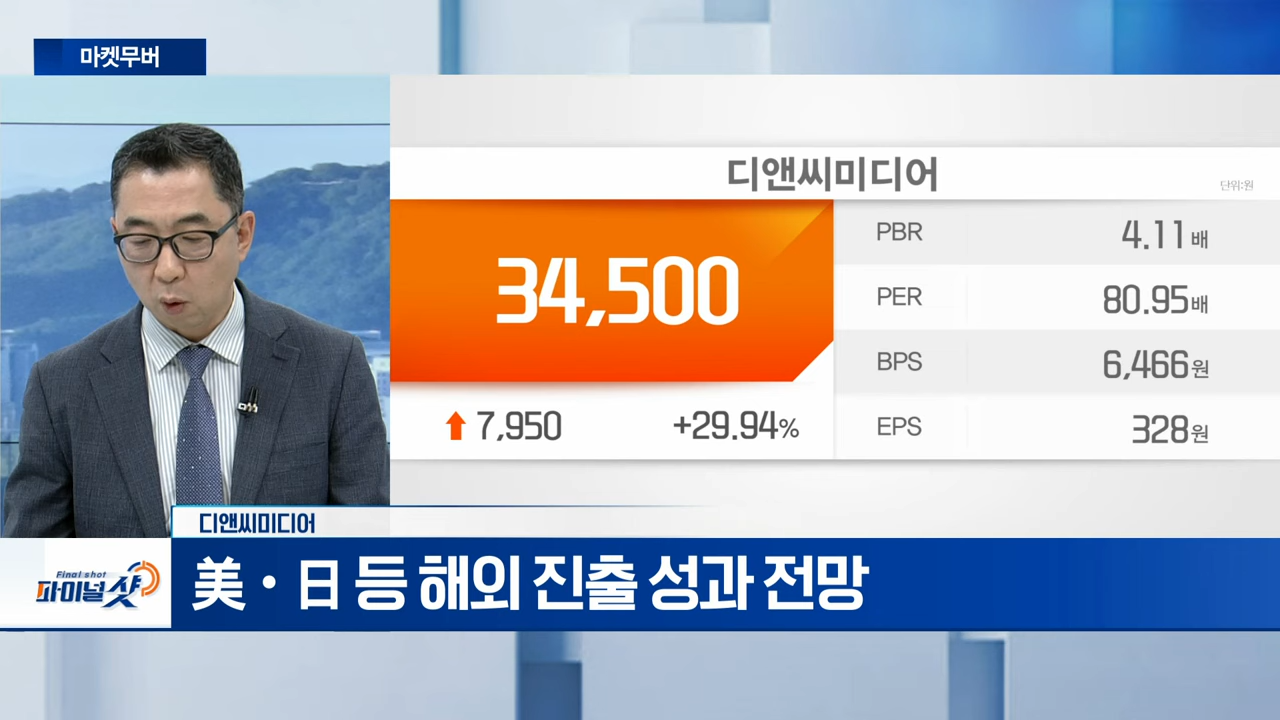 마켓무버
디앤씨미디어
단위:원
34,500
7,950 +29.94%
PBR 4.11배
PER 80.95배
BPS 6,466원
EPS 328원
디앤씨미디어
Final shot
파이널샷
美·日 등 해외 진출 성과 전망